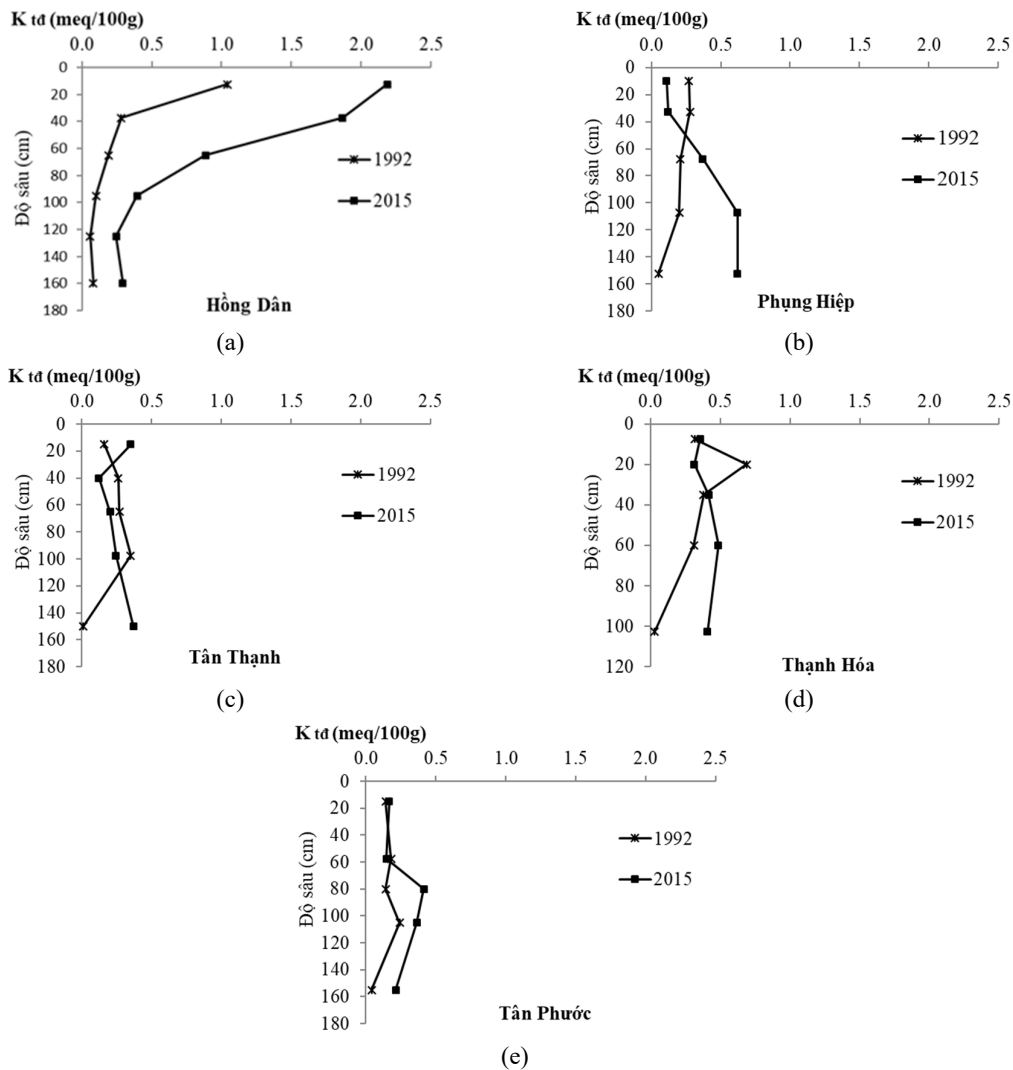 K tđ (meq/100g)
0.0 0.5 1.0 1.5 2.0 2.5
0
20
40
60
80
100
120
140
160
180
Độ sâu (cm)
1992
2015
Hồng Dân
(a)
K tđ (meq/100g)
0.0 0.5 1.0 1.5 2.0 2.5
0
20
40
60
80
100
120
140
160
180
Độ sâu (cm)
1992
2015
Phụng Hiệp
(b)
K tđ (meq/100g)
0.0 0.5 1.0 1.5 2.0 2.5
0
20
40
60
80
100
120
140
160
180
Độ sâu (cm)
1992
2015
Tân Thạnh
(c)
K tđ (meq/100g)
0.0 0.5 1.0 1.5 2.0 2.5
0
20
40
60
80
100
120
Độ sâu (cm)
1992
2015
Thạnh Hóa
(d)
K tđ (meq/100g)
0.0 0.5 1.0 1.5 2.0 2.5
0
20
40
60
80
100
120
140
160
180
Độ sâu (cm)
1992
2015
Tân Phước
(e)